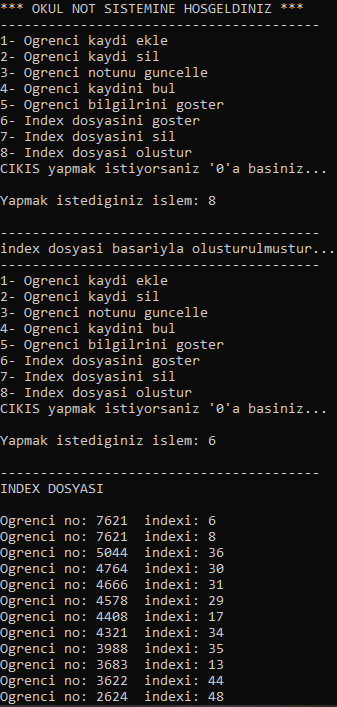 *** OKUL NOT SISTEMINE HOSGELDINIZ ***
---------------------------------------
1- Ogrenci kaydi ekle
2- Ogrenci kaydi sil
3- Ogrenci notunu guncelle
4- Ogrenci kaydini bul
5- Ogrenci bilgilrini goster
6- Index dosyasini goster
7- Index dosyasini sil
8- Index dosyasi olustur
CIKIS yapmak istiyorsaniz '0'a basiniz...
Yapmak istediginiz islem: 8
---------------------------------------
index dosyasi basariyla olusturulmustur...
---------------------------------------
1- Ogrenci kaydi ekle
2- Ogrenci kaydi sil
3- Ogrenci notunu guncelle
4- Ogrenci kaydini bul
5- Ogrenci bilgilrini goster
6- Index dosyasini goster
7- Index dosyasini sil
8- Index dosyasi olustur
CIKIS yapmak istiyorsaniz '0'a basiniz...
Yapmak istediginiz islem: 6
---------------------------------------
INDEX DOSYASI
Ogrenci no: 7621  indexi: 6
Ogrenci no: 7621  indexi: 8
Ogrenci no: 5044  indexi: 36
Ogrenci no: 4764  indexi: 30
Ogrenci no: 4666  indexi: 31
Ogrenci no: 4578  indexi: 29
Ogrenci no: 4408  indexi: 17
Ogrenci no: 4321  indexi: 34
Ogrenci no: 3988  indexi: 35
Ogrenci no: 3683  indexi: 13
Ogrenci no: 3622  indexi: 44
Ogrenci no: 2624  indexi: 48